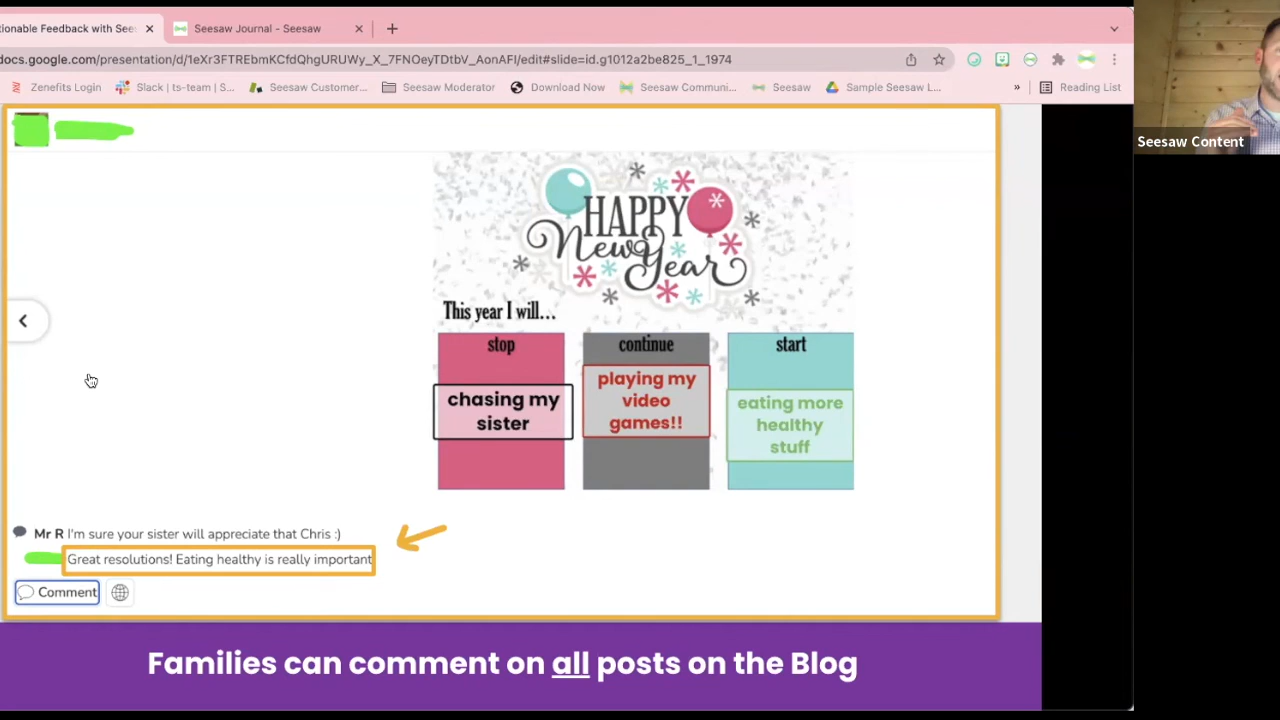 tionable Feedback with See
Seesaw Journal - Seesaw
docs.google.com/presentation/d/1eXr3FTREbmKCfdQhgURUWy_X_7FNOeyTDtbV_AonAFI/edit#slide=id.g1012a2be825_1_1974
Zenefits Login
Slack | ts-team | S...
Seesaw Customer...
Seesaw Moderator
Download Now
Seesaw Communi...
Seesaw
Sample Seesaw L...
»
Reading List
Seesaw Content
HAPPY
New Year
This year I will...
stop
continue
start
chasing my
sister
playing my
video
games!!
eating more
healthy
stuff
Mr R I'm sure your sister will appreciate that Chris :)
Great resolutions! Eating healthy is really important
Comment
Families can comment on all posts on the Blog